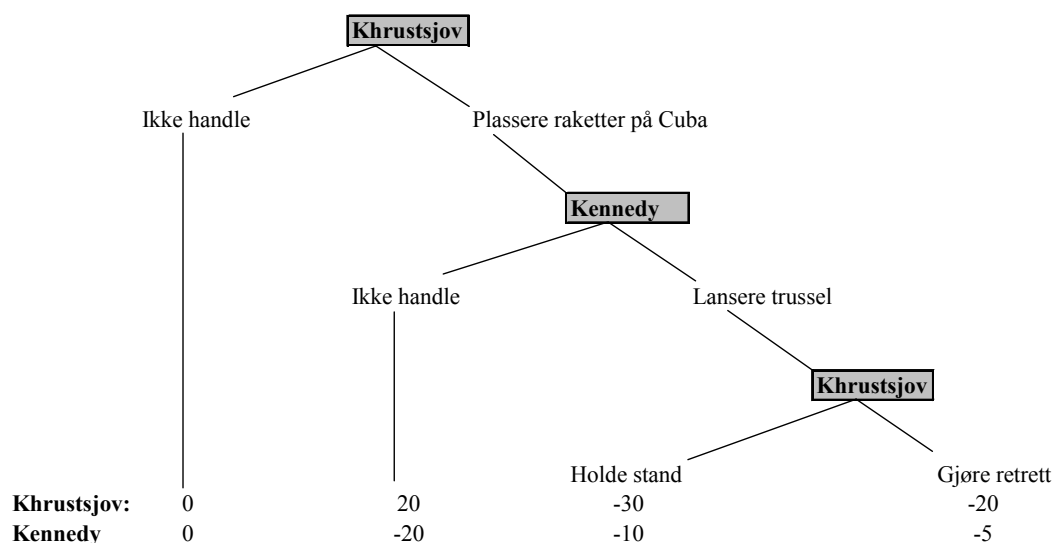 Khrustsjov
Ikke handle Plassere raketter på Cuba
Kennedy
Ikke handle Lansere trussel
Khrustsjov
Holde stand Gjøre retrett
Khrustsjov: 0 20 -30 -20
Kennedy 0 -20 -10 -5